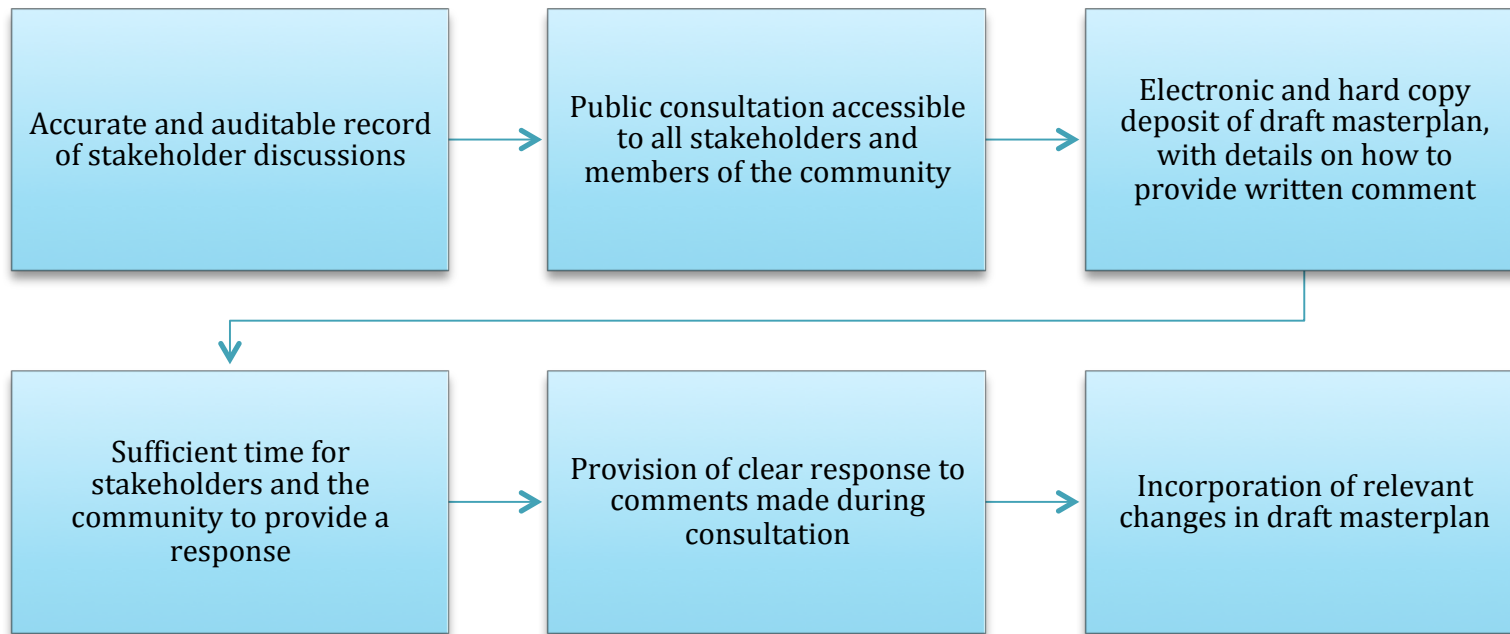 Accurate and auditable record
of stakeholder discussions
Public consultation accessible
to all stakeholders and
members of the community
Electronic and hard copy
deposit of draft masterplan,
with details on how to
provide written comment
Sufficient time for
stakeholders and the
community to provide a
response
Provision of clear response to
comments made during
consultation
Incorporation of relevant
changes in draft masterplan